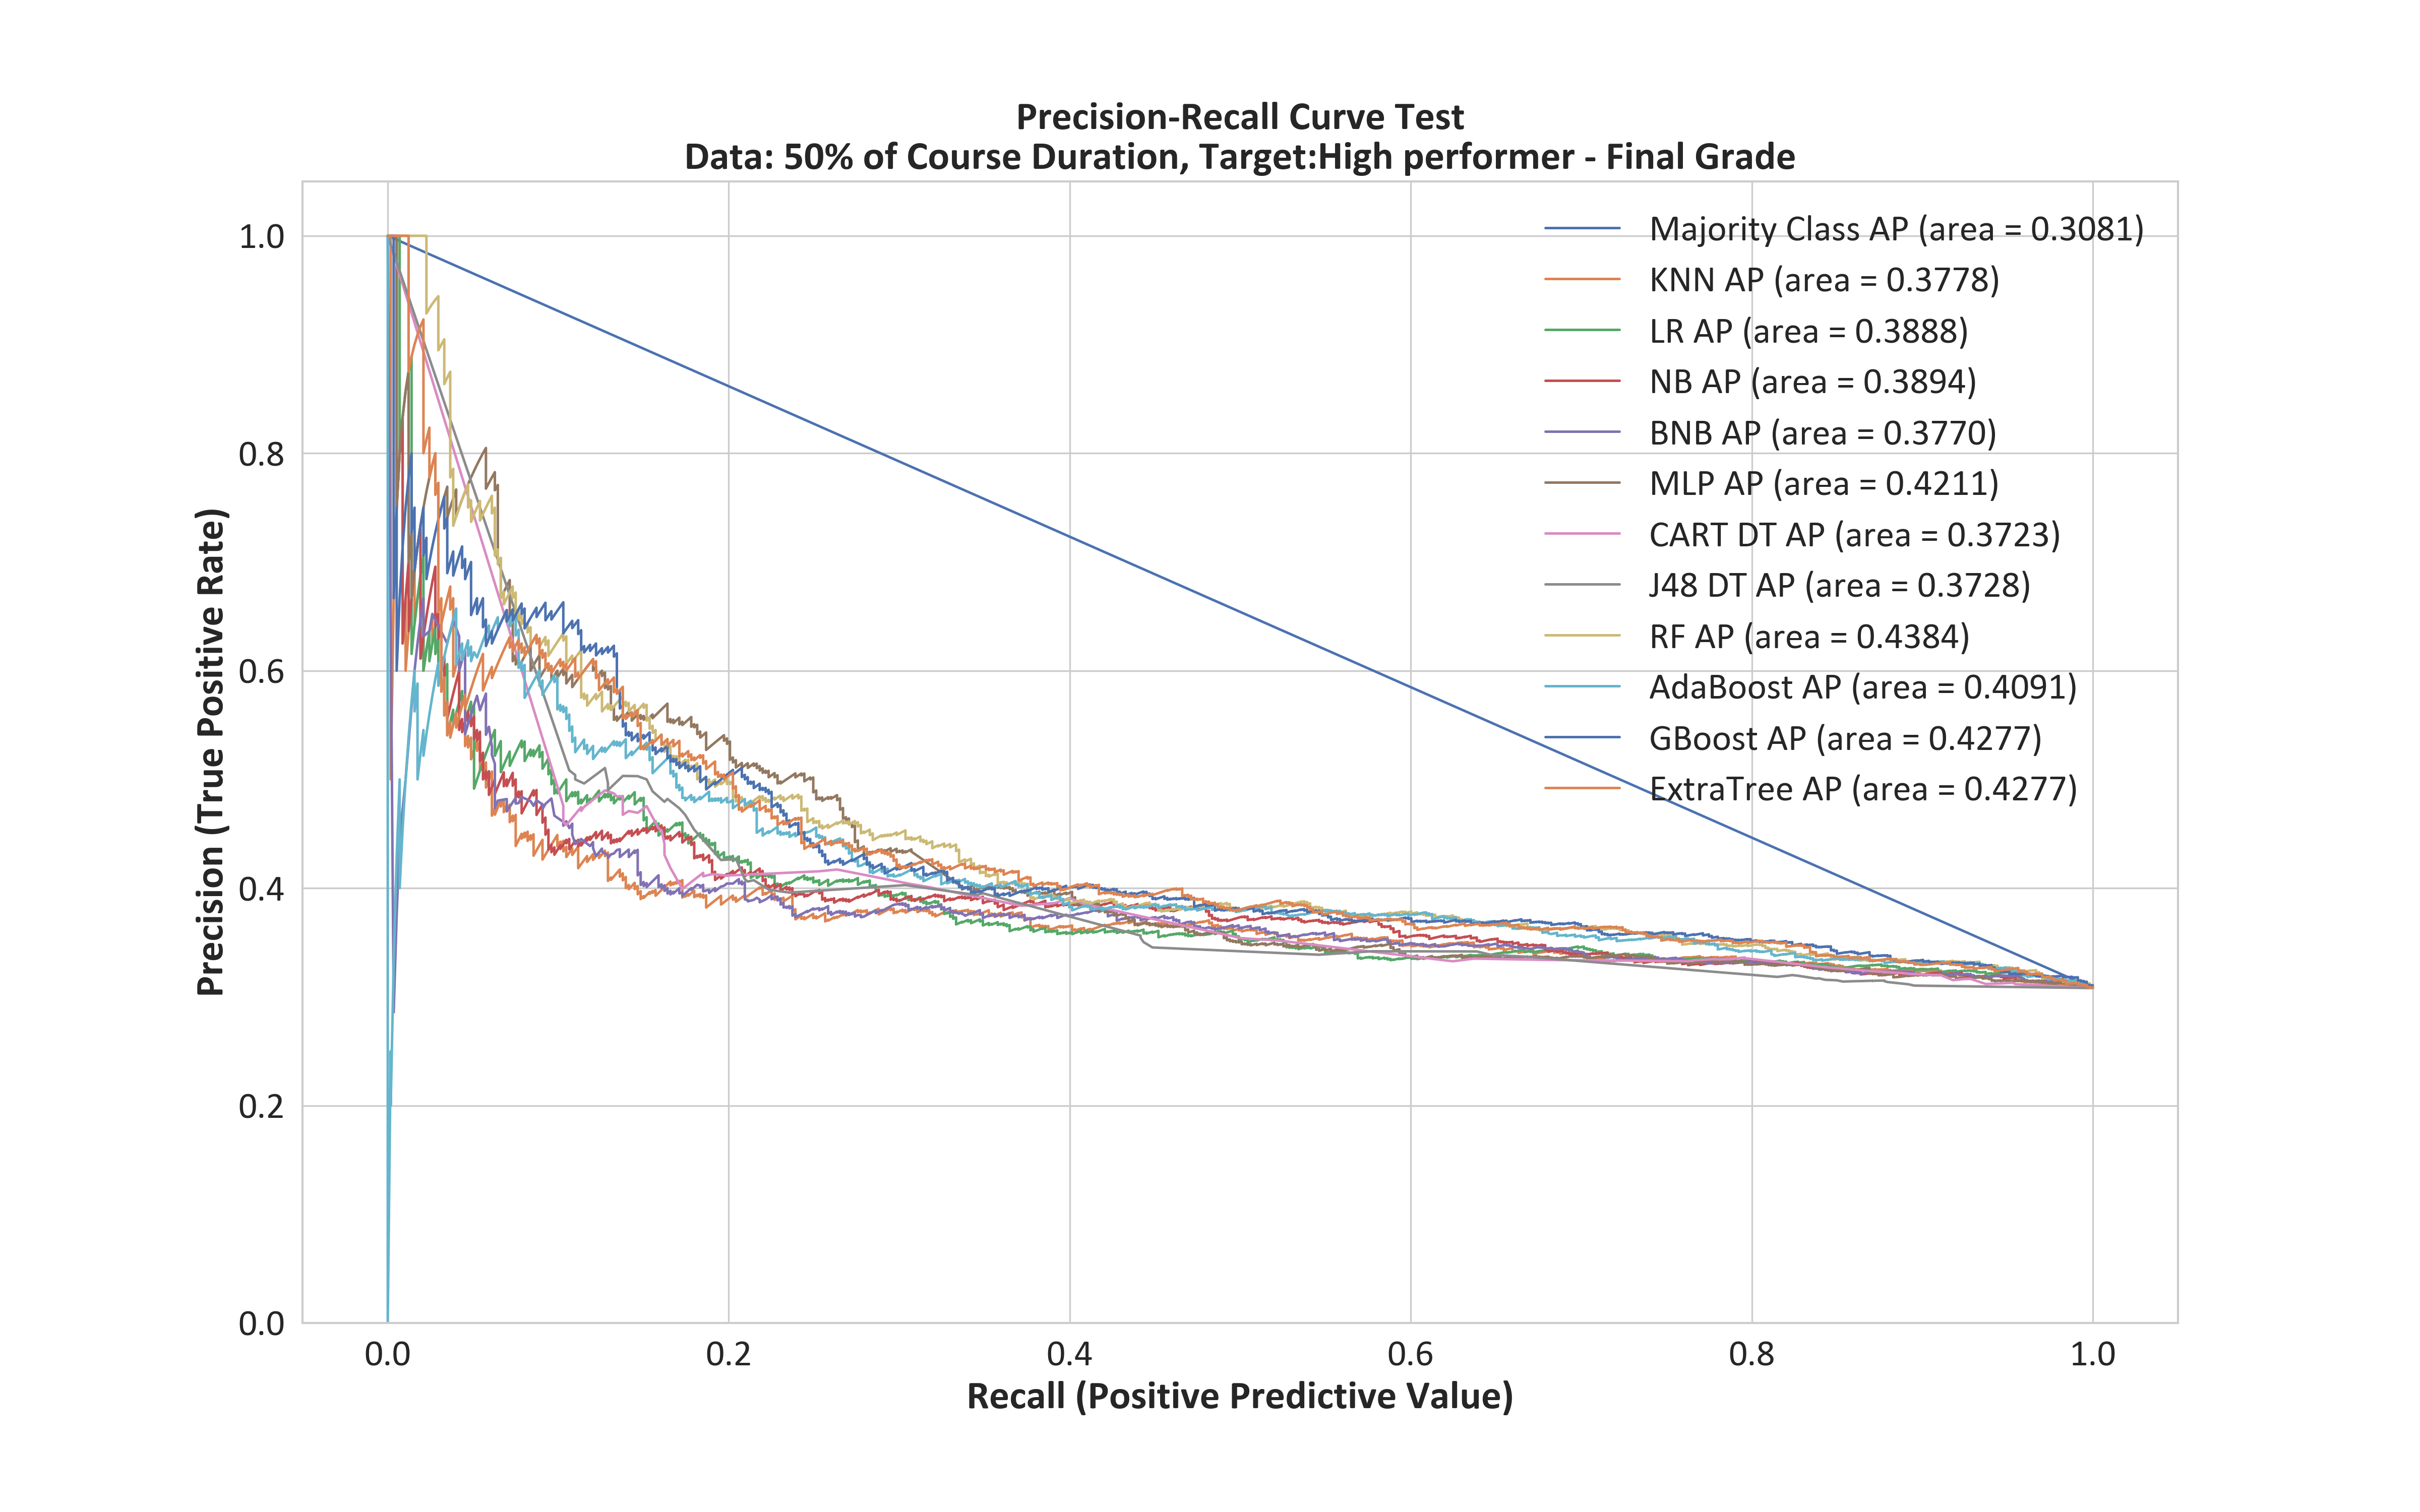 Precision-Recall Curve Test
Data: 50% of Course Duration, Target:High performer - Final Grade
Precision (True Positive Rate)
1.0
0.8
0.6
0.4
0.2
0.0
Majority Class AP (area = 0.3081)
KNN AP (area = 0.3778)
LR AP (area = 0.3888)
NB AP (area = 0.3894)
BNB AP (area = 0.3770)
MLP AP (area = 0.4211)
CART DT AP (area = 0.3723)
J48 DT AP (area = 0.3728)
RF AP (area = 0.4384)
AdaBoost AP (area = 0.4091)
GBoost AP (area = 0.4277)
ExtraTree AP (area = 0.4277)
0.0 0.2 0.4 0.6 0.8 1.0
Recall (Positive Predictive Value)